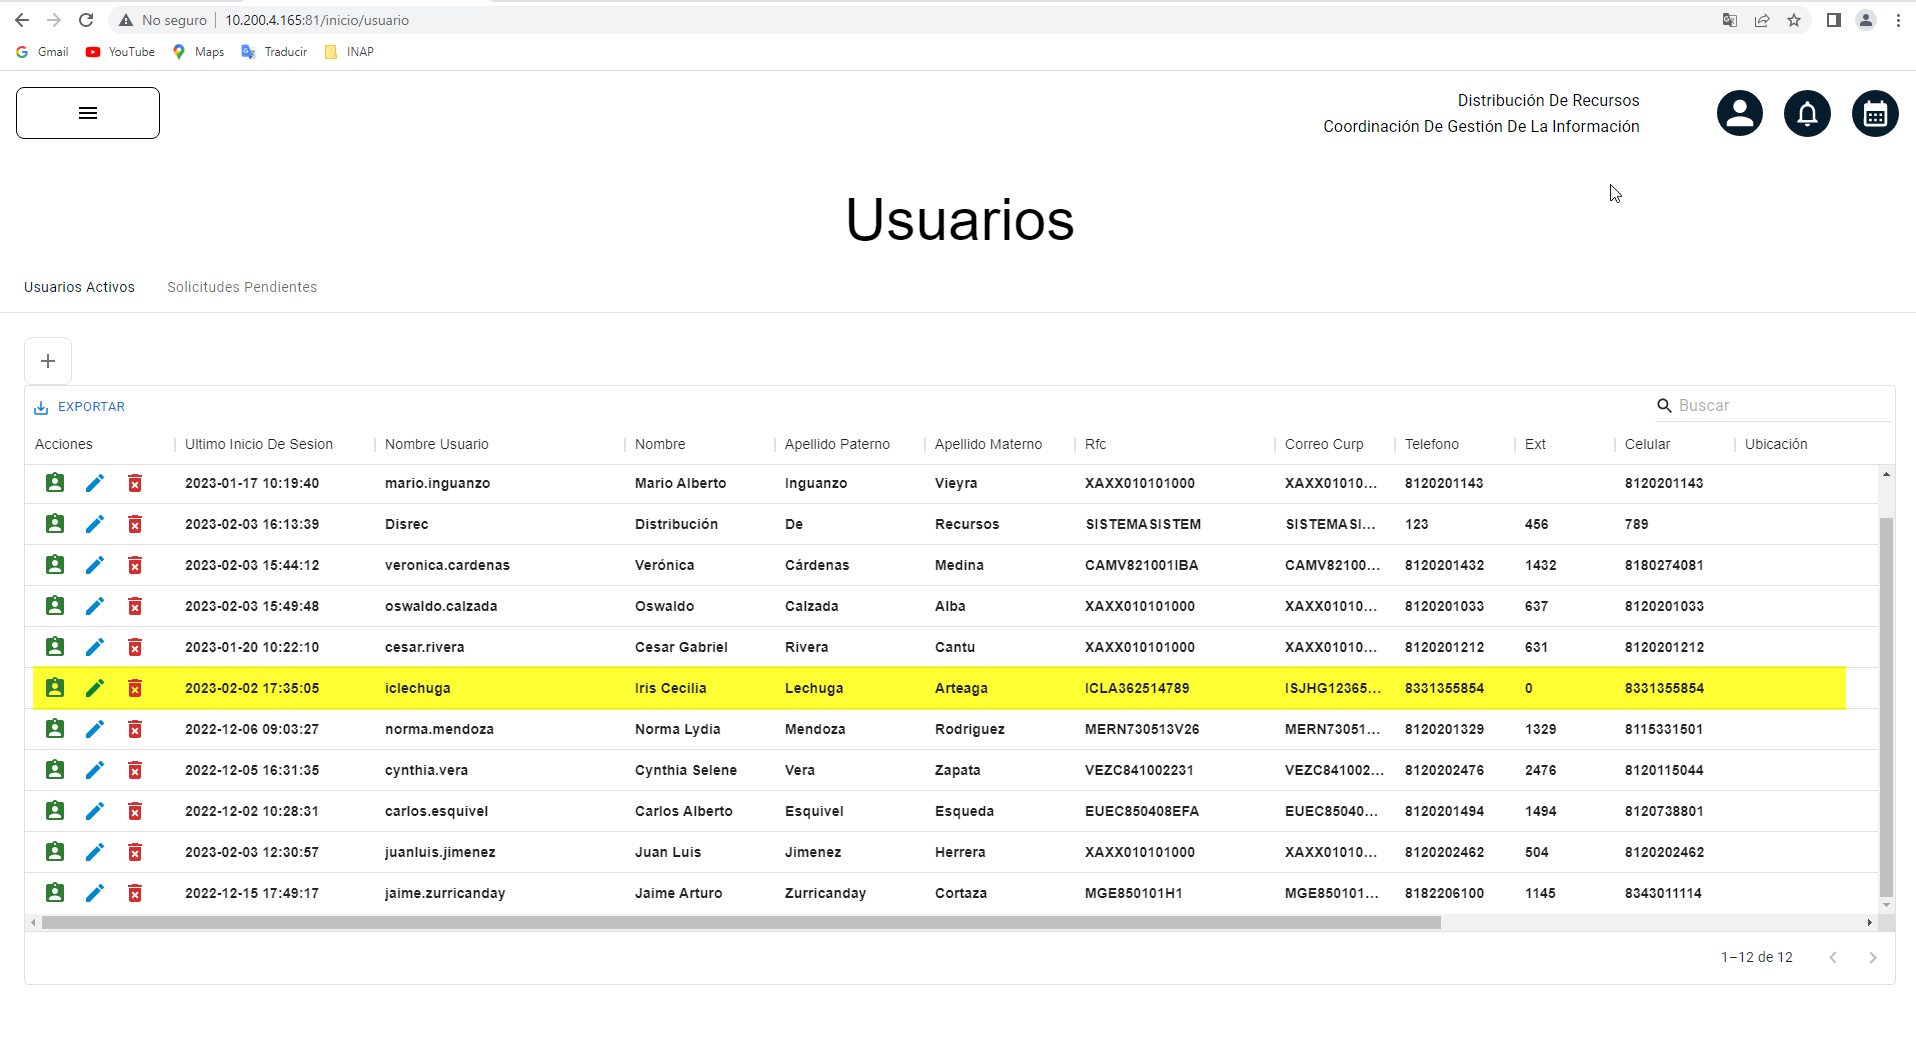 No seguro 10.200.4.165:81/inicio/usuario
Gmail YouTube Maps Traducir INAP
Distribución De Recursos
Coordinación De Gestión De La Información
Usuarios
Usuarios Activos Solicitudes Pendientes
+
EXPORTAR Buscar
Acciones Ultimo Inicio De Sesion Nombre Usuario Nombre Apellido Paterno Apellido Materno Rfc Correo Curp Telefono Ext Celular Ubicación
2023-01-17 10:19:40 mario.inguanzo Mario Alberto Inguanzo Vieyra XAXX010101000 XAXX01010... 8120201143 8120201143
2023-02-03 16:13:39 Disrec Distribución De Recursos SISTEMASISTEM SISTEMASI... 123 456 789
2023-02-03 15:44:12 veronica.cardenas Verónica Cárdenas Medina CAMV821001IBA CAMV82100... 8120201432 1432 8180274081
2023-02-03 15:49:48 oswaldo.calzada Oswaldo Calzada Alba XAXX010101000 XAXX01010... 8120201033 637 8120201033
2023-01-20 10:22:10 cesar.rivera Cesar Gabriel Rivera Cantu XAXX010101000 XAXX01010... 8120201212 631 8120201212
2023-02-02 17:35:05 iclechuga Iris Cecilia Lechuga Arteaga ICLA362514789 ISJHG12365... 8331355854 0 8331355854
2022-12-06 09:03:27 norma.mendoza Norma Lydia Mendoza Rodriguez MERN730513V26 MERN73051... 8120201329 1329 8115331501
2022-12-05 16:31:35 cynthia.vera Cynthia Selene Vera Zapata VEZC841002231 VEZC841002... 8120202476 2476 8120115044
2022-12-02 10:28:31 carlos.esquivel Carlos Alberto Esquivel Esqueda EUEC850408EFA EUEC85040... 8120201494 1494 8120738801
2023-02-03 12:30:57 juanluis.jimenez Juan Luis Jimenez Herrera XAXX010101000 XAXX01010... 8120202462 504 8120202462
2022-12-15 17:49:17 jaime.zurricanday Jaime Arturo Zurricanday Cortaza MGE850101H1 MGE850101... 8182206100 1145 8343011114
1–12 de 12